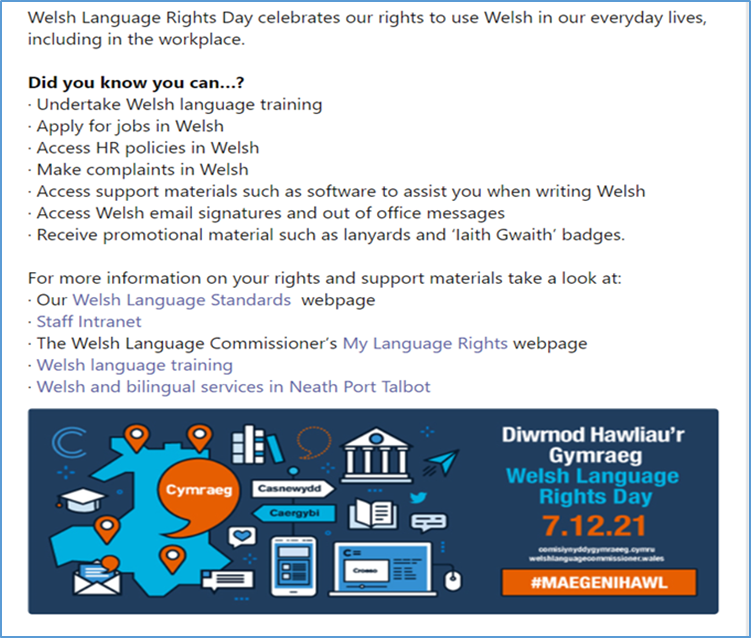 Welsh Language Rights Day celebrates our rights to use Welsh in our everyday lives,
including in the workplace.
Did you know you can…?
· Undertake Welsh language training
· Apply for jobs in Welsh
· Access HR policies in Welsh
· Make complaints in Welsh
· Access support materials such as software to assist you when writing Welsh
· Access Welsh email signatures and out of office messages
· Receive promotional material such as lanyards and ‘Iaith Gwaith’ badges.
For more information on your rights and support materials take a look at:
· Our Welsh Language Standards webpage
· Staff Intranet
· The Welsh Language Commissioner’s My Language Rights webpage
· Welsh language training
· Welsh and bilingual services in Neath Port Talbot
Cymraeg
Casnewydd
Caergybi
Croeso
Diwrnod Hawliau’r
Gymraeg
Welsh Language
Rights Day
7.12.21
comisiynyddygymraeg.cymru
welshlanguagecommissioner.wales
#MAEGENIHAWL